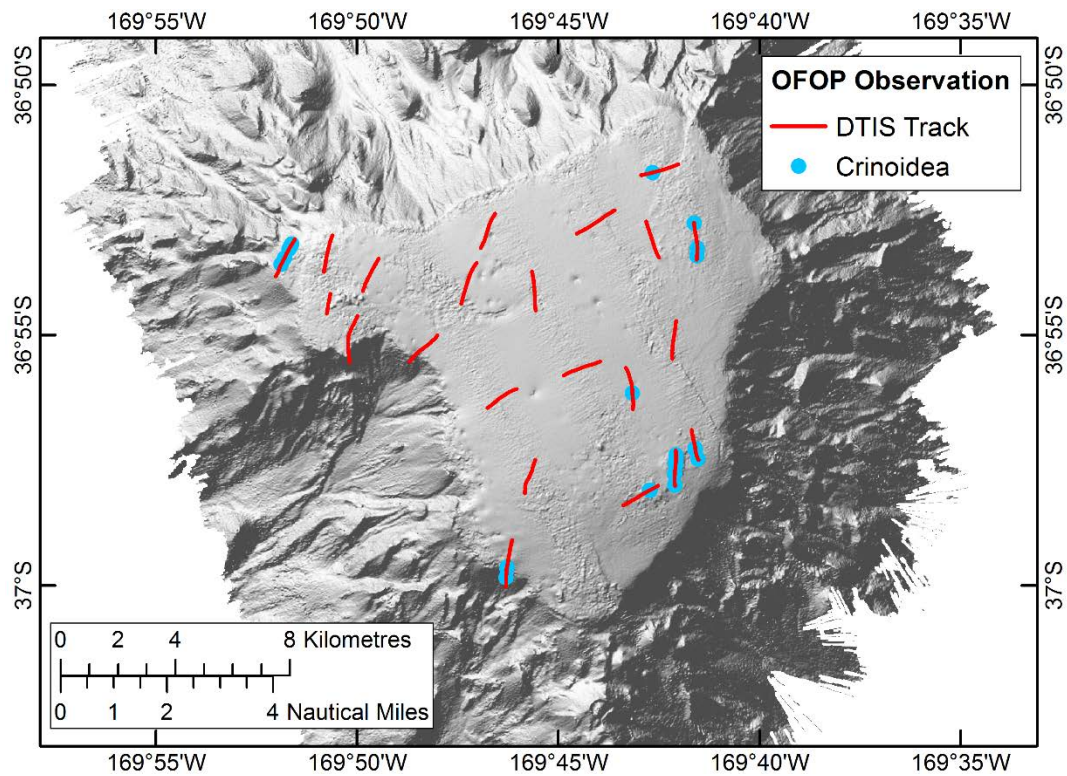 169°55'W 169°50'W 169°45'W 169°40'W 169°35'W
36°50'S
36°50'S
OFOP Observation
DTIS Track
Crinoidea
36°55'S
36°55'S
37°S
37°S
0 2 4 8 Kilometres
0 1 2 4 Nautical Miles
169°55'W 169°50'W 169°45'W 169°40'W 169°35'W